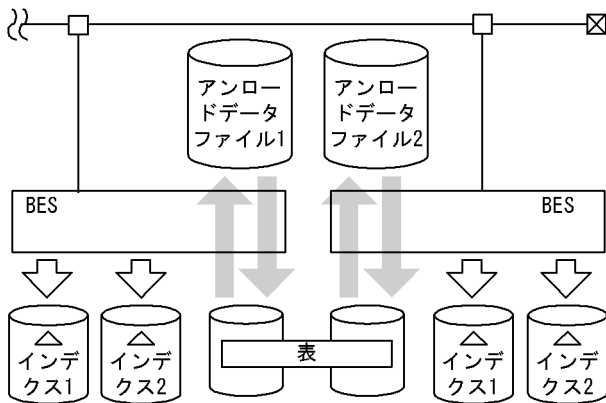 アンロー
ドデータ
ファイル1
アンロー
ドデータ
ファイル2
BES
BES
インデ
クス1
インデ
クス2
表
インデ
クス1
インデ
クス2